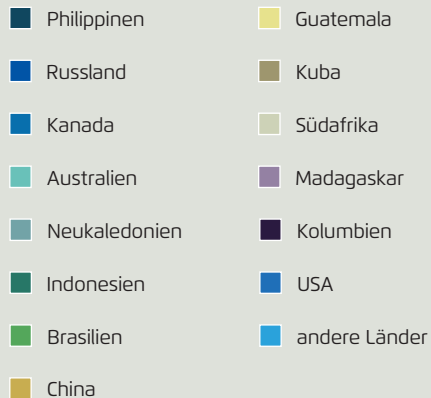 Philippinen
Russland
Kanada
Australien
Neukaledonien
Indonesien
Brasilien
China
Guatemala
Kuba
Südafrika
Madagaskar
Kolumbien
USA
andere Länder